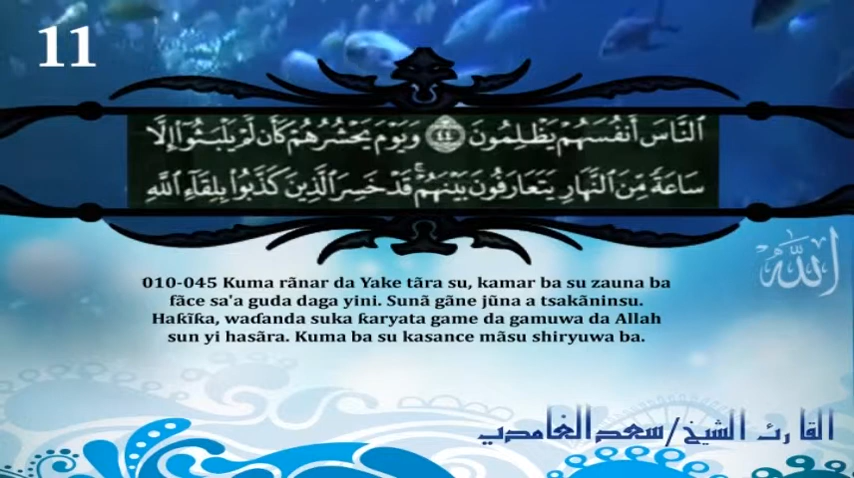 11
ٱلنَّاسَ أَنفُسَهُمْ يَظْلِمُونَ ٤٤ وَيَوْمَ يَحْشُرُهُمْ كَأَن لَّمْ يَلْبَثُوٓا۟ إِلَّا
سَاعَةً مِّنَ ٱلنَّهَارِ يَتَعَارَفُونَ بَيْنَهُمْ ۚ قَدْ خَسِرَ ٱلَّذِينَ كَذَّبُوا۟ بِلِقَآءِ ٱللَّهِ
الله
010-045 Kuma rãnar da Yake tãra su, kamar ba su zauna ba
fãce sa'a guda daga yini. Sunã gãne jũna a tsakãninsu.
Haƙĩƙa, waɗanda suka ƙaryata game da gamuwa da Allah
sun yi hasãra. Kuma ba su kasance mãsu shiryuwa ba.
القارئ الشيخ/سعد الغامدي